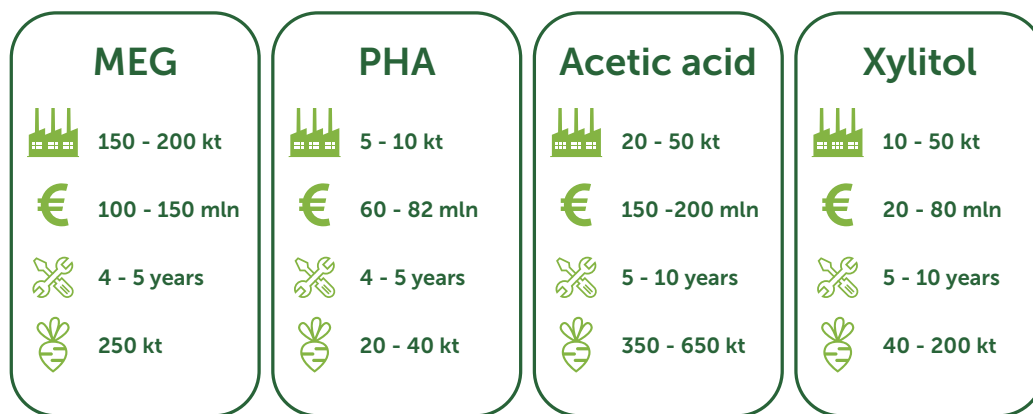 MEG
150 - 200 kt
€ 100 - 150 mln
4 - 5 years
250 kt
PHA
5 - 10 kt
€ 60 - 82 mln
4 - 5 years
20 - 40 kt
Acetic acid
20 - 50 kt
€ 150 -200 mln
5 - 10 years
350 - 650 kt
Xylitol
10 - 50 kt
€ 20 - 80 mln
5 - 10 years
40 - 200 kt